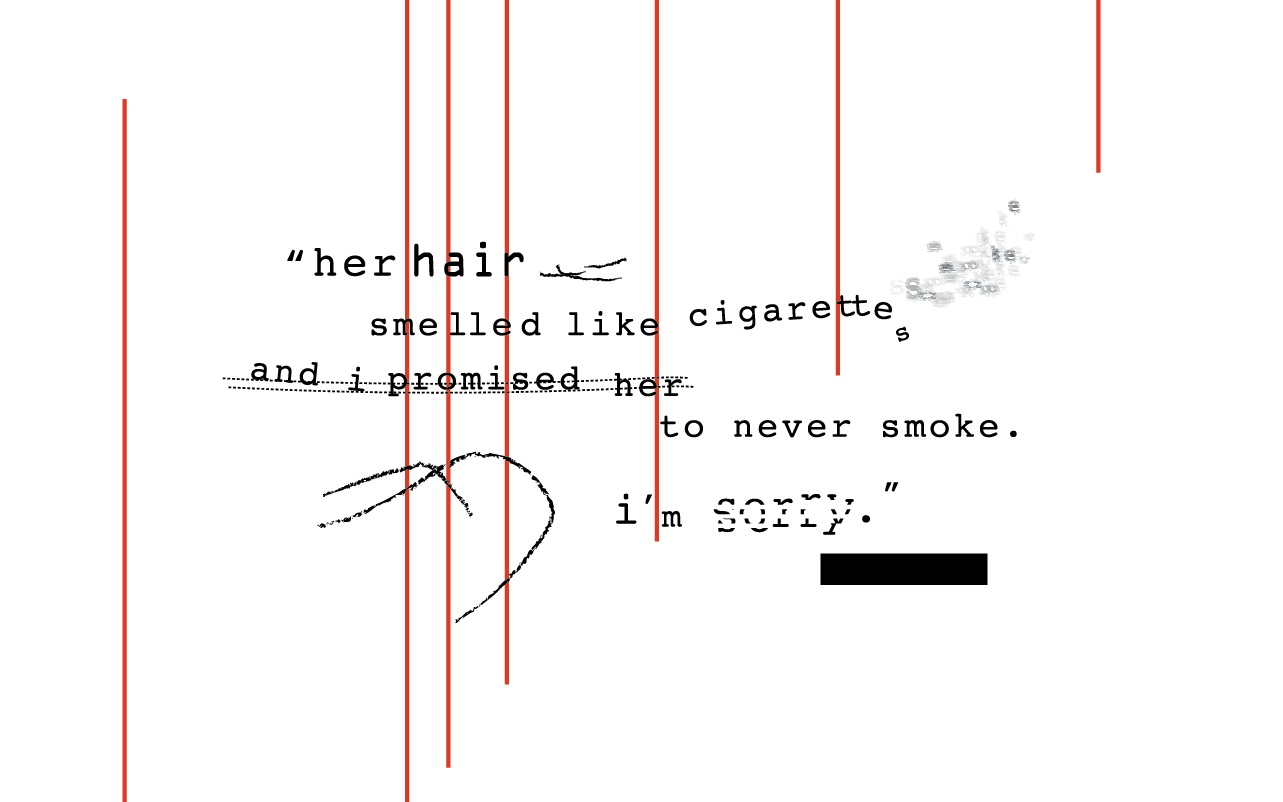 “her hair
smelled like cigarettes
and i promised her
to never smoke.
i’m sorry.”